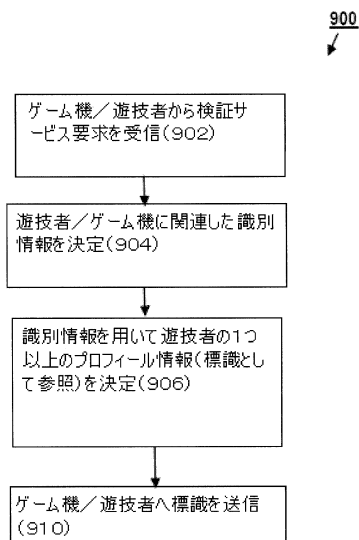 900
ゲーム機／遊技者から検証サ
ービス要求を受信(902)
遊技者／ゲーム機に関連した識別
情報を決定(904)
識別情報を用いて遊技者の1つ
以上のプロフィール情報(標識とし
て参照)を決定(906)
ゲーム機／遊技者へ標識を送信
(910)